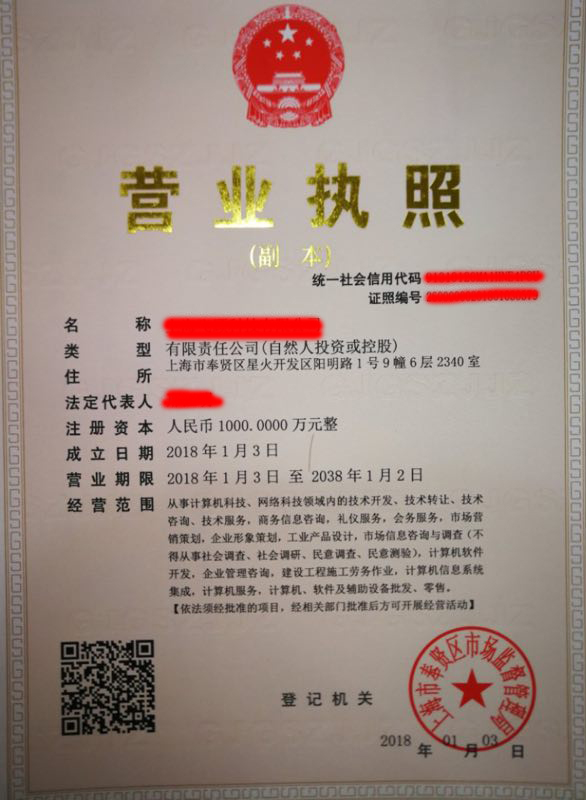 营业执照
(副 本)
统一社会信用代码
证照编号
名 称
类 型 有限责任公司(自然人投资或控股)
住 所 上海市奉贤区星火开发区阳明路1号9幢6层2340室
法定代表人
注册资本 人民币1000.0000万元整
成立日期 2018年1月3日
营业期限 2018年1月3日 至 2038年1月2日
经营范围 从事计算机科技、网络科技领域内的技术开发、技术转让、技术
咨询、技术服务，商务信息咨询，礼仪服务，会务服务，市场营
销策划，企业形象策划，工业产品设计，市场信息咨询与调查（不
得从事社会调查、社会调研、民意调查、民意测验），计算机软件
开发，企业管理咨询，建设工程施工劳务作业，计算机信息系统
集成，计算机服务，计算机、软件及辅助设备批发、零售。
【依法须经批准的项目，经相关部门批准后方可开展经营活动】
登记机关
上海市奉贤区市场监督管理局
2018 年 01 月 03 日